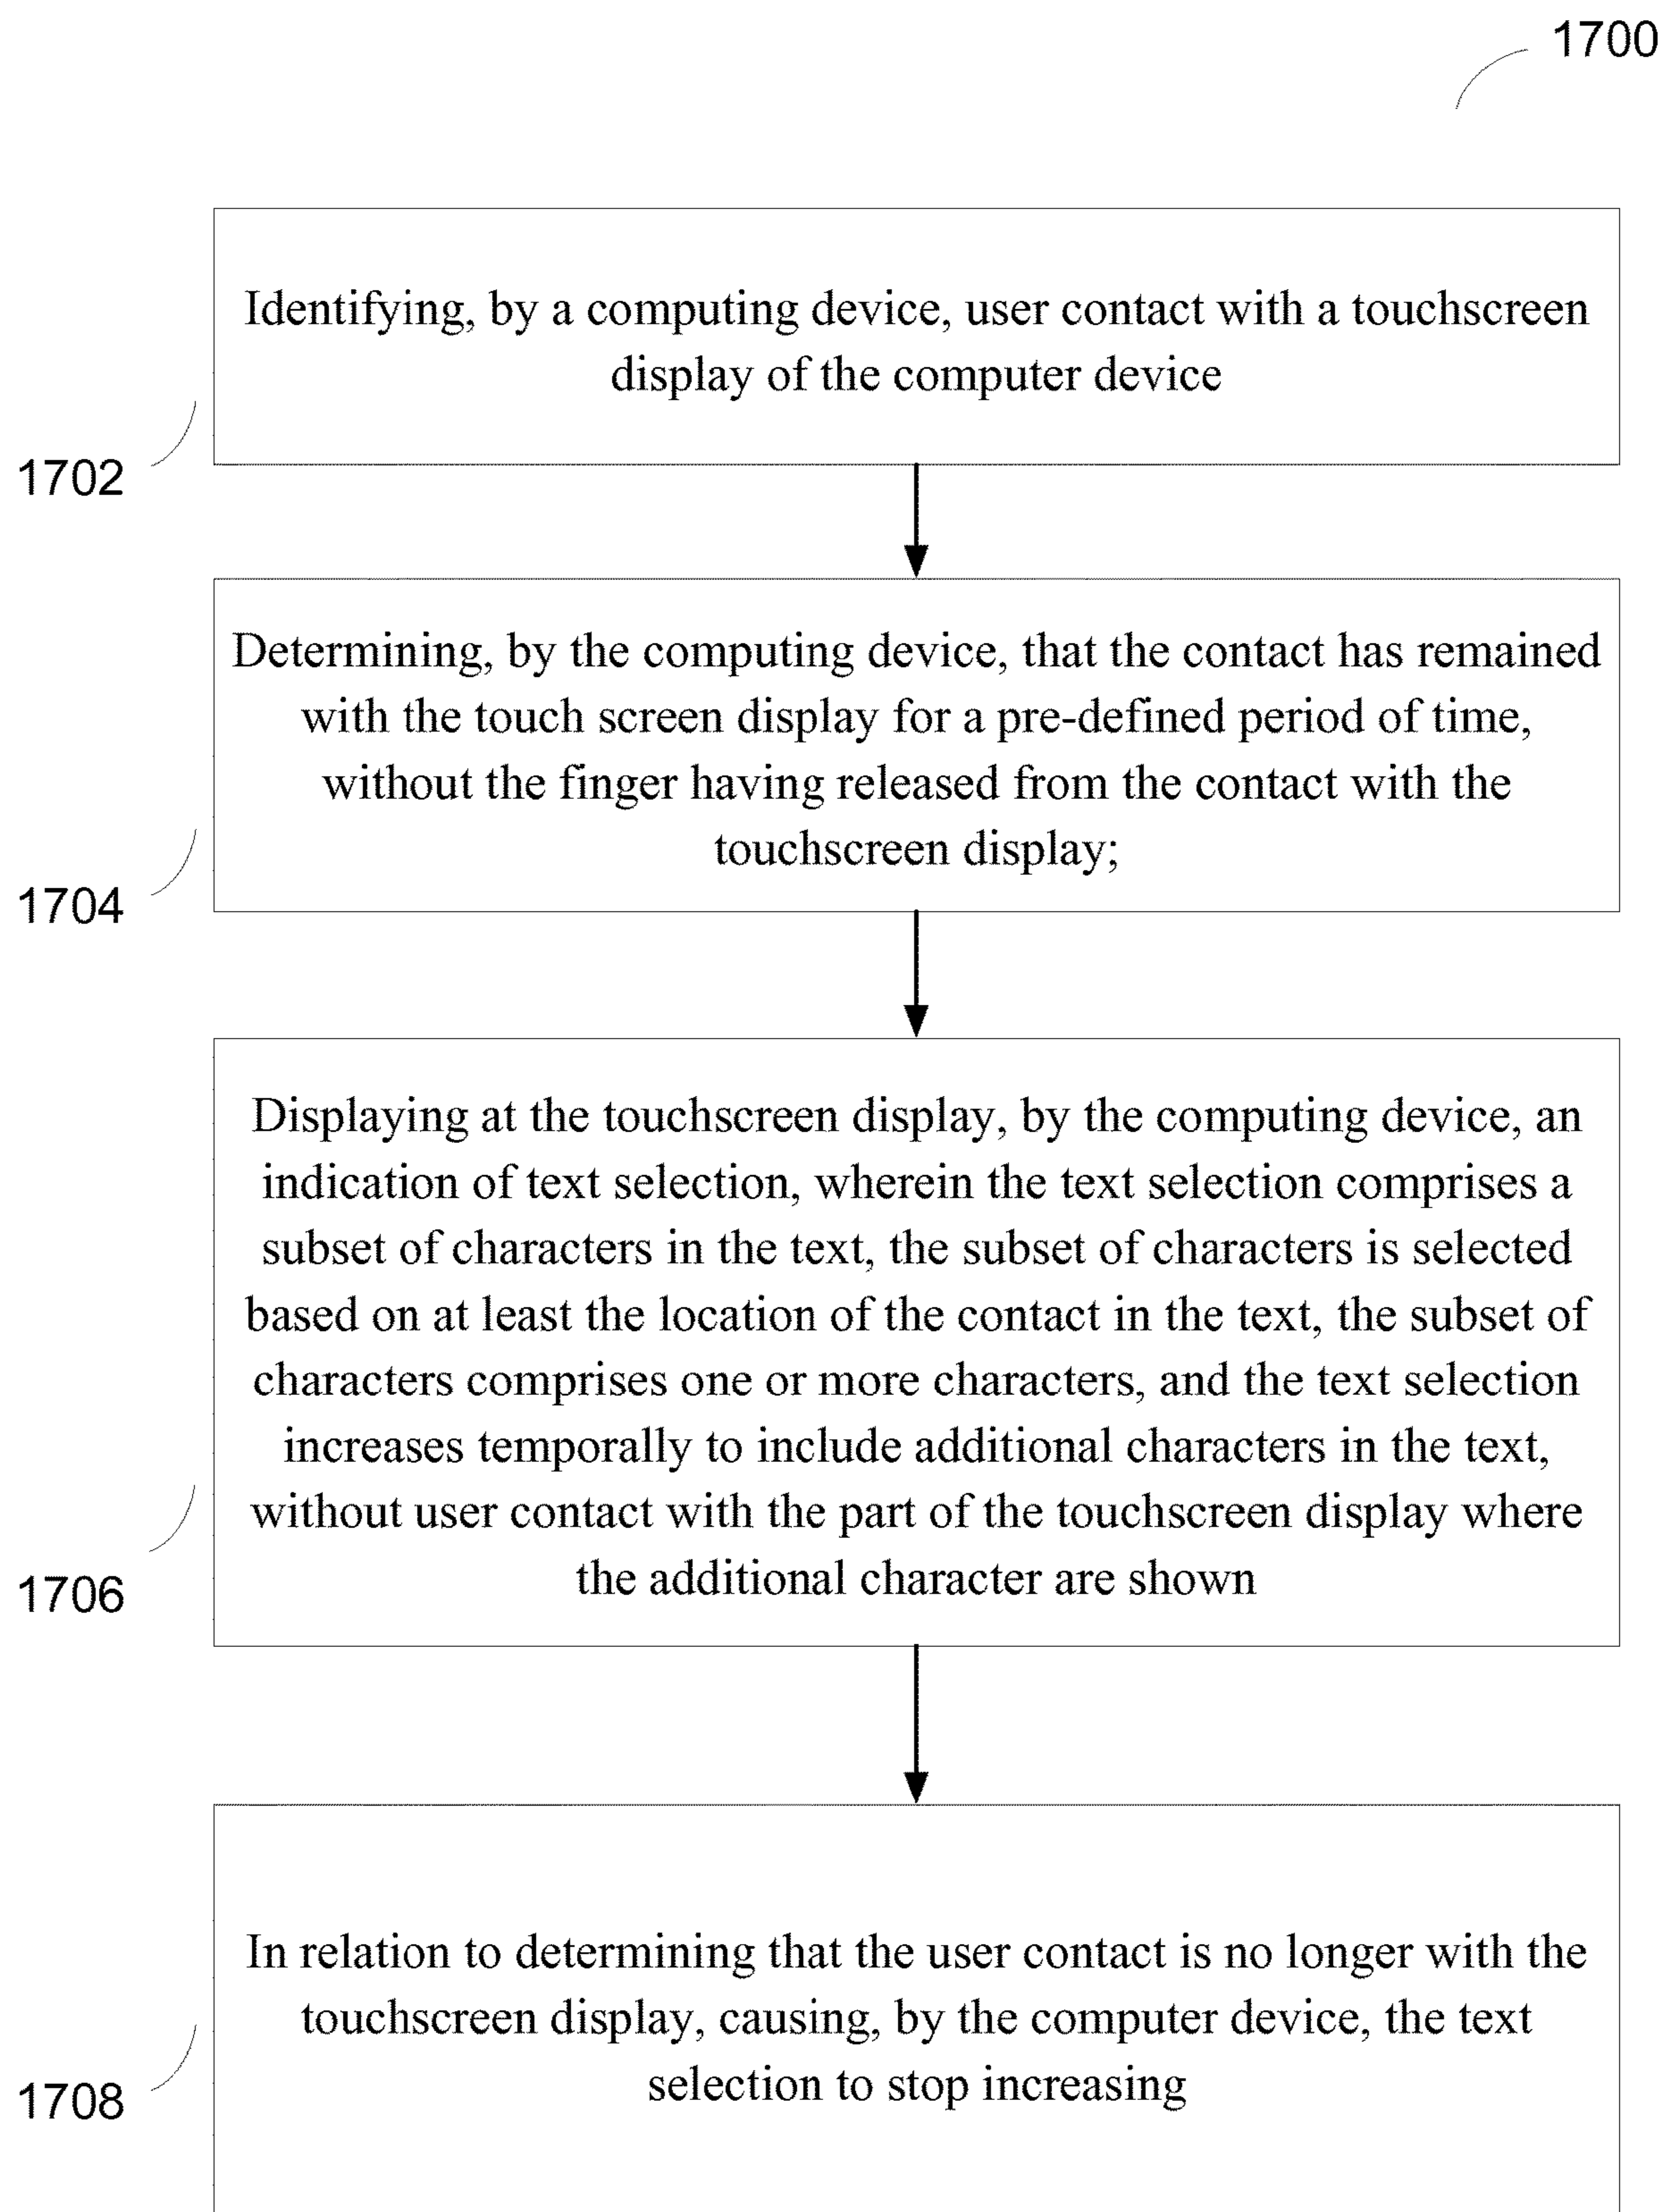 1700
Identifying, by a computing device, user contact with a touchscreen
display of the computer device
1702
Determining, by the computing device, that the contact has remained
with the touch screen display for a pre-defined period of time,
without the finger having released from the contact with the
touchscreen display;
1704
Displaying at the touchscreen display, by the computing device, an
indication of text selection, wherein the text selection comprises a
subset of characters in the text, the subset of characters is selected
based on at least the location of the contact in the text, the subset of
characters comprises one or more characters, and the text selection
increases temporally to include additional characters in the text,
without user contact with the part of the touchscreen display where
the additional character are shown
1706
In relation to determining that the user contact is no longer with the
touchscreen display, causing, by the computer device, the text
selection to stop increasing
1708